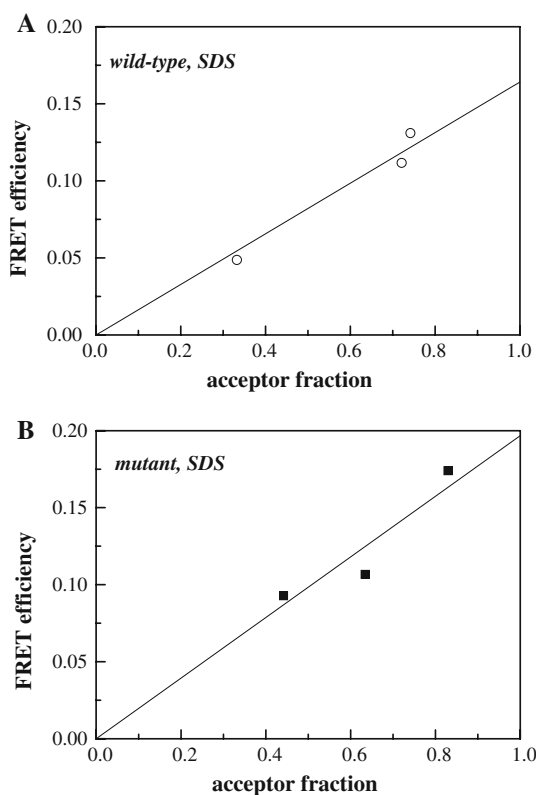 A
wild-type, SDS
FRET efficiency
0.20
0.15
0.10
0.05
0.00
0.0 0.2 0.4 0.6 0.8 1.0
acceptor fraction
B
mutant, SDS
FRET efficiency
0.20
0.15
0.10
0.05
0.00
0.0 0.2 0.4 0.6 0.8 1.0
acceptor fraction